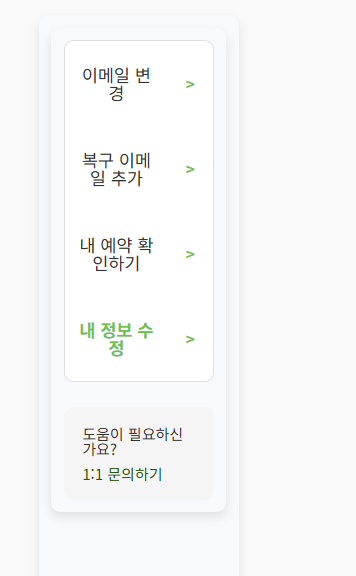 이메일 변
경
>
복구 이메
일 추가
>
내 예약 확
인하기
>
내 정보 수
정
>
도움이 필요하신
가요?
1:1 문의하기